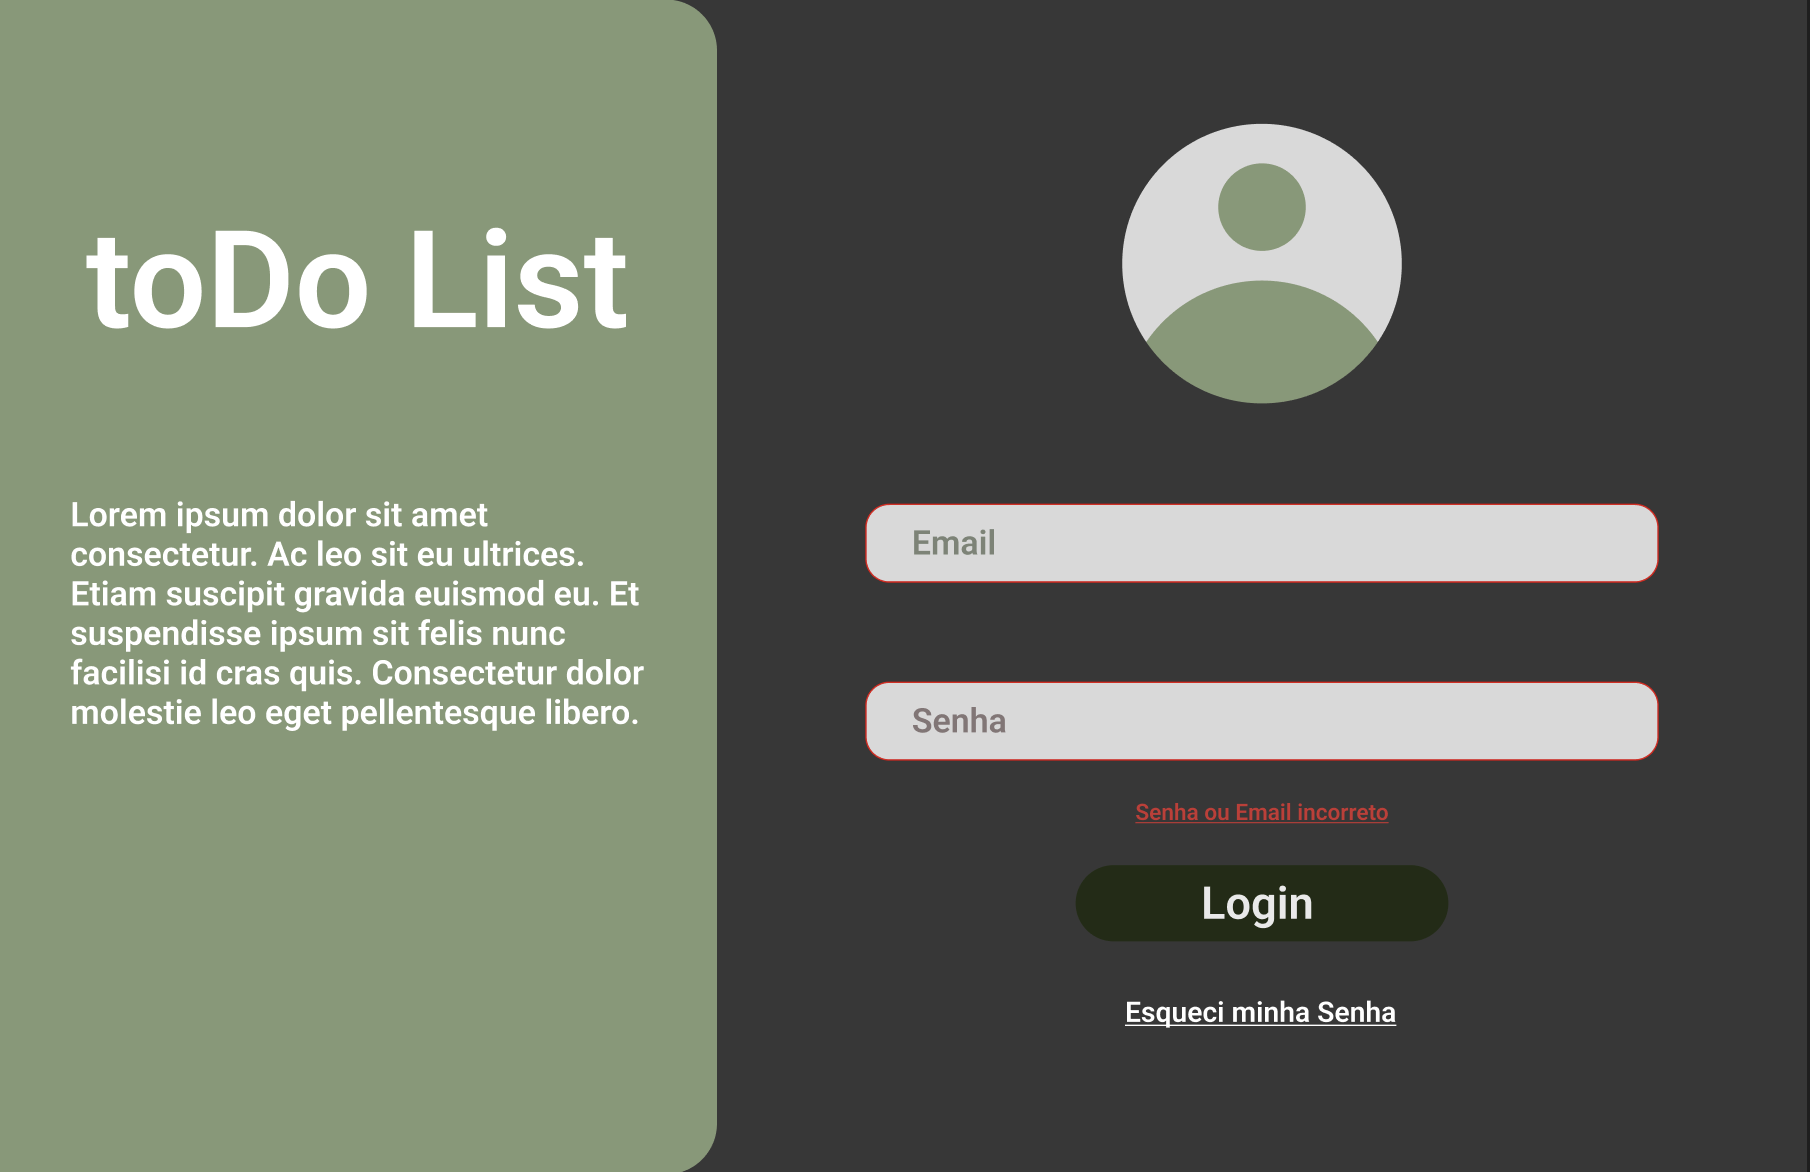 toDo List
Lorem ipsum dolor sit amet
consectetur. Ac leo sit eu ultrices.
Etiam suscipit gravida euismod eu. Et
suspendisse ipsum sit felis nunc
facilisi id cras quis. Consectetur dolor
molestie leo eget pellentesque libero.
Email
Senha
Senha ou Email incorreto
Login
Esqueci minha Senha